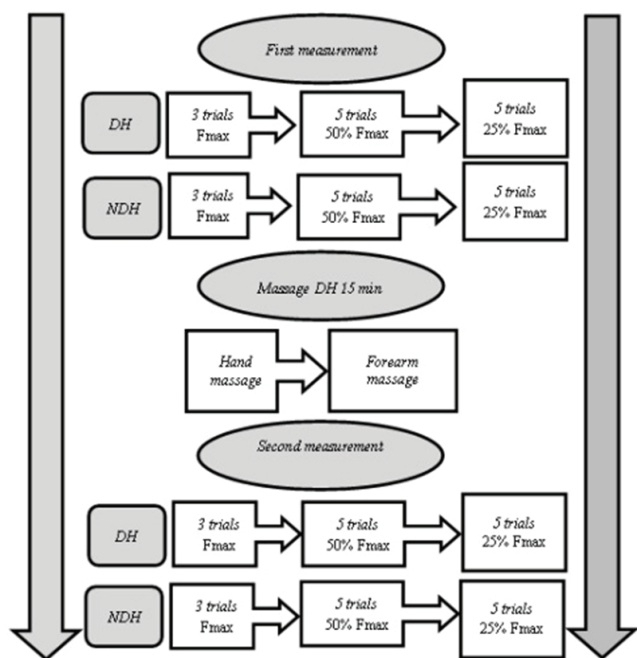 First measurement
DH
3 trials
Fmax
5 trials
50% Fmax
5 trials
25% Fmax
NDH
3 trials
Fmax
5 trials
50% Fmax
5 trials
25% Fmax
Massage DH 15 min
Hand
massage
Forearm
massage
Second measurement
DH
3 trials
Fmax
5 trials
50% Fmax
5 trials
25% Fmax
NDH
3 trials
Fmax
5 trials
50% Fmax
5 trials
25% Fmax